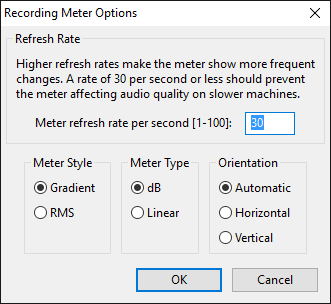 Recording Meter Options
Refresh Rate
Higher refresh rates make the meter show more frequent
changes. A rate of 30 per second or less should prevent
the meter affecting audio quality on slower machines.
Meter refresh rate per second [1-100]: 30
Meter Style Meter Type Orientation
Gradient dB Automatic
RMS Linear Horizontal
Vertical
OK Cancel